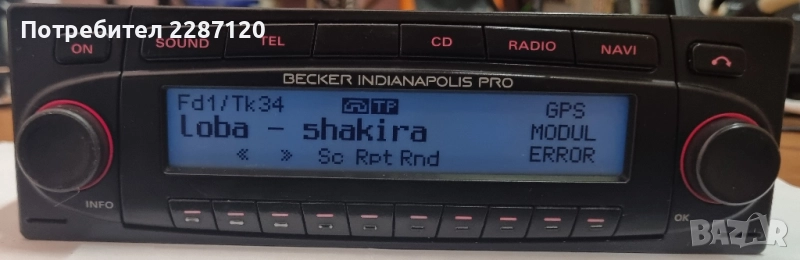 Потребител 2287120
ON SOUND TEL CD RADIO NAVI
BECKER INDIANAPOLIS PRO
Fd1/Tk34 TP GPS
Loba - shakira MODUL
« » Sc Rpt Rnd ERROR
INFO OK
BAZAR